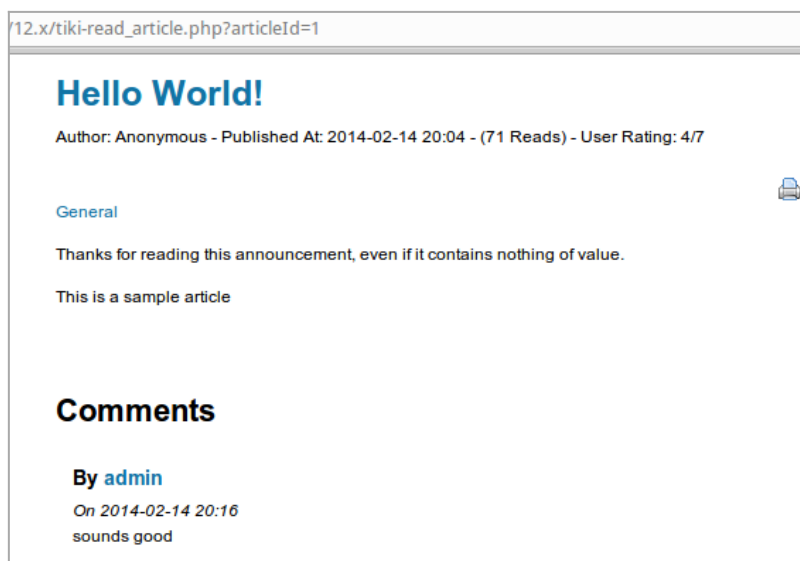 /12.x/tiki-read_article.php?articleId=1
Hello World!
Author: Anonymous - Published At: 2014-02-14 20:04 - (71 Reads) - User Rating: 4/7
General
Thanks for reading this announcement, even if it contains nothing of value.
This is a sample article
Comments
By admin
On 2014-02-14 20:16
sounds good